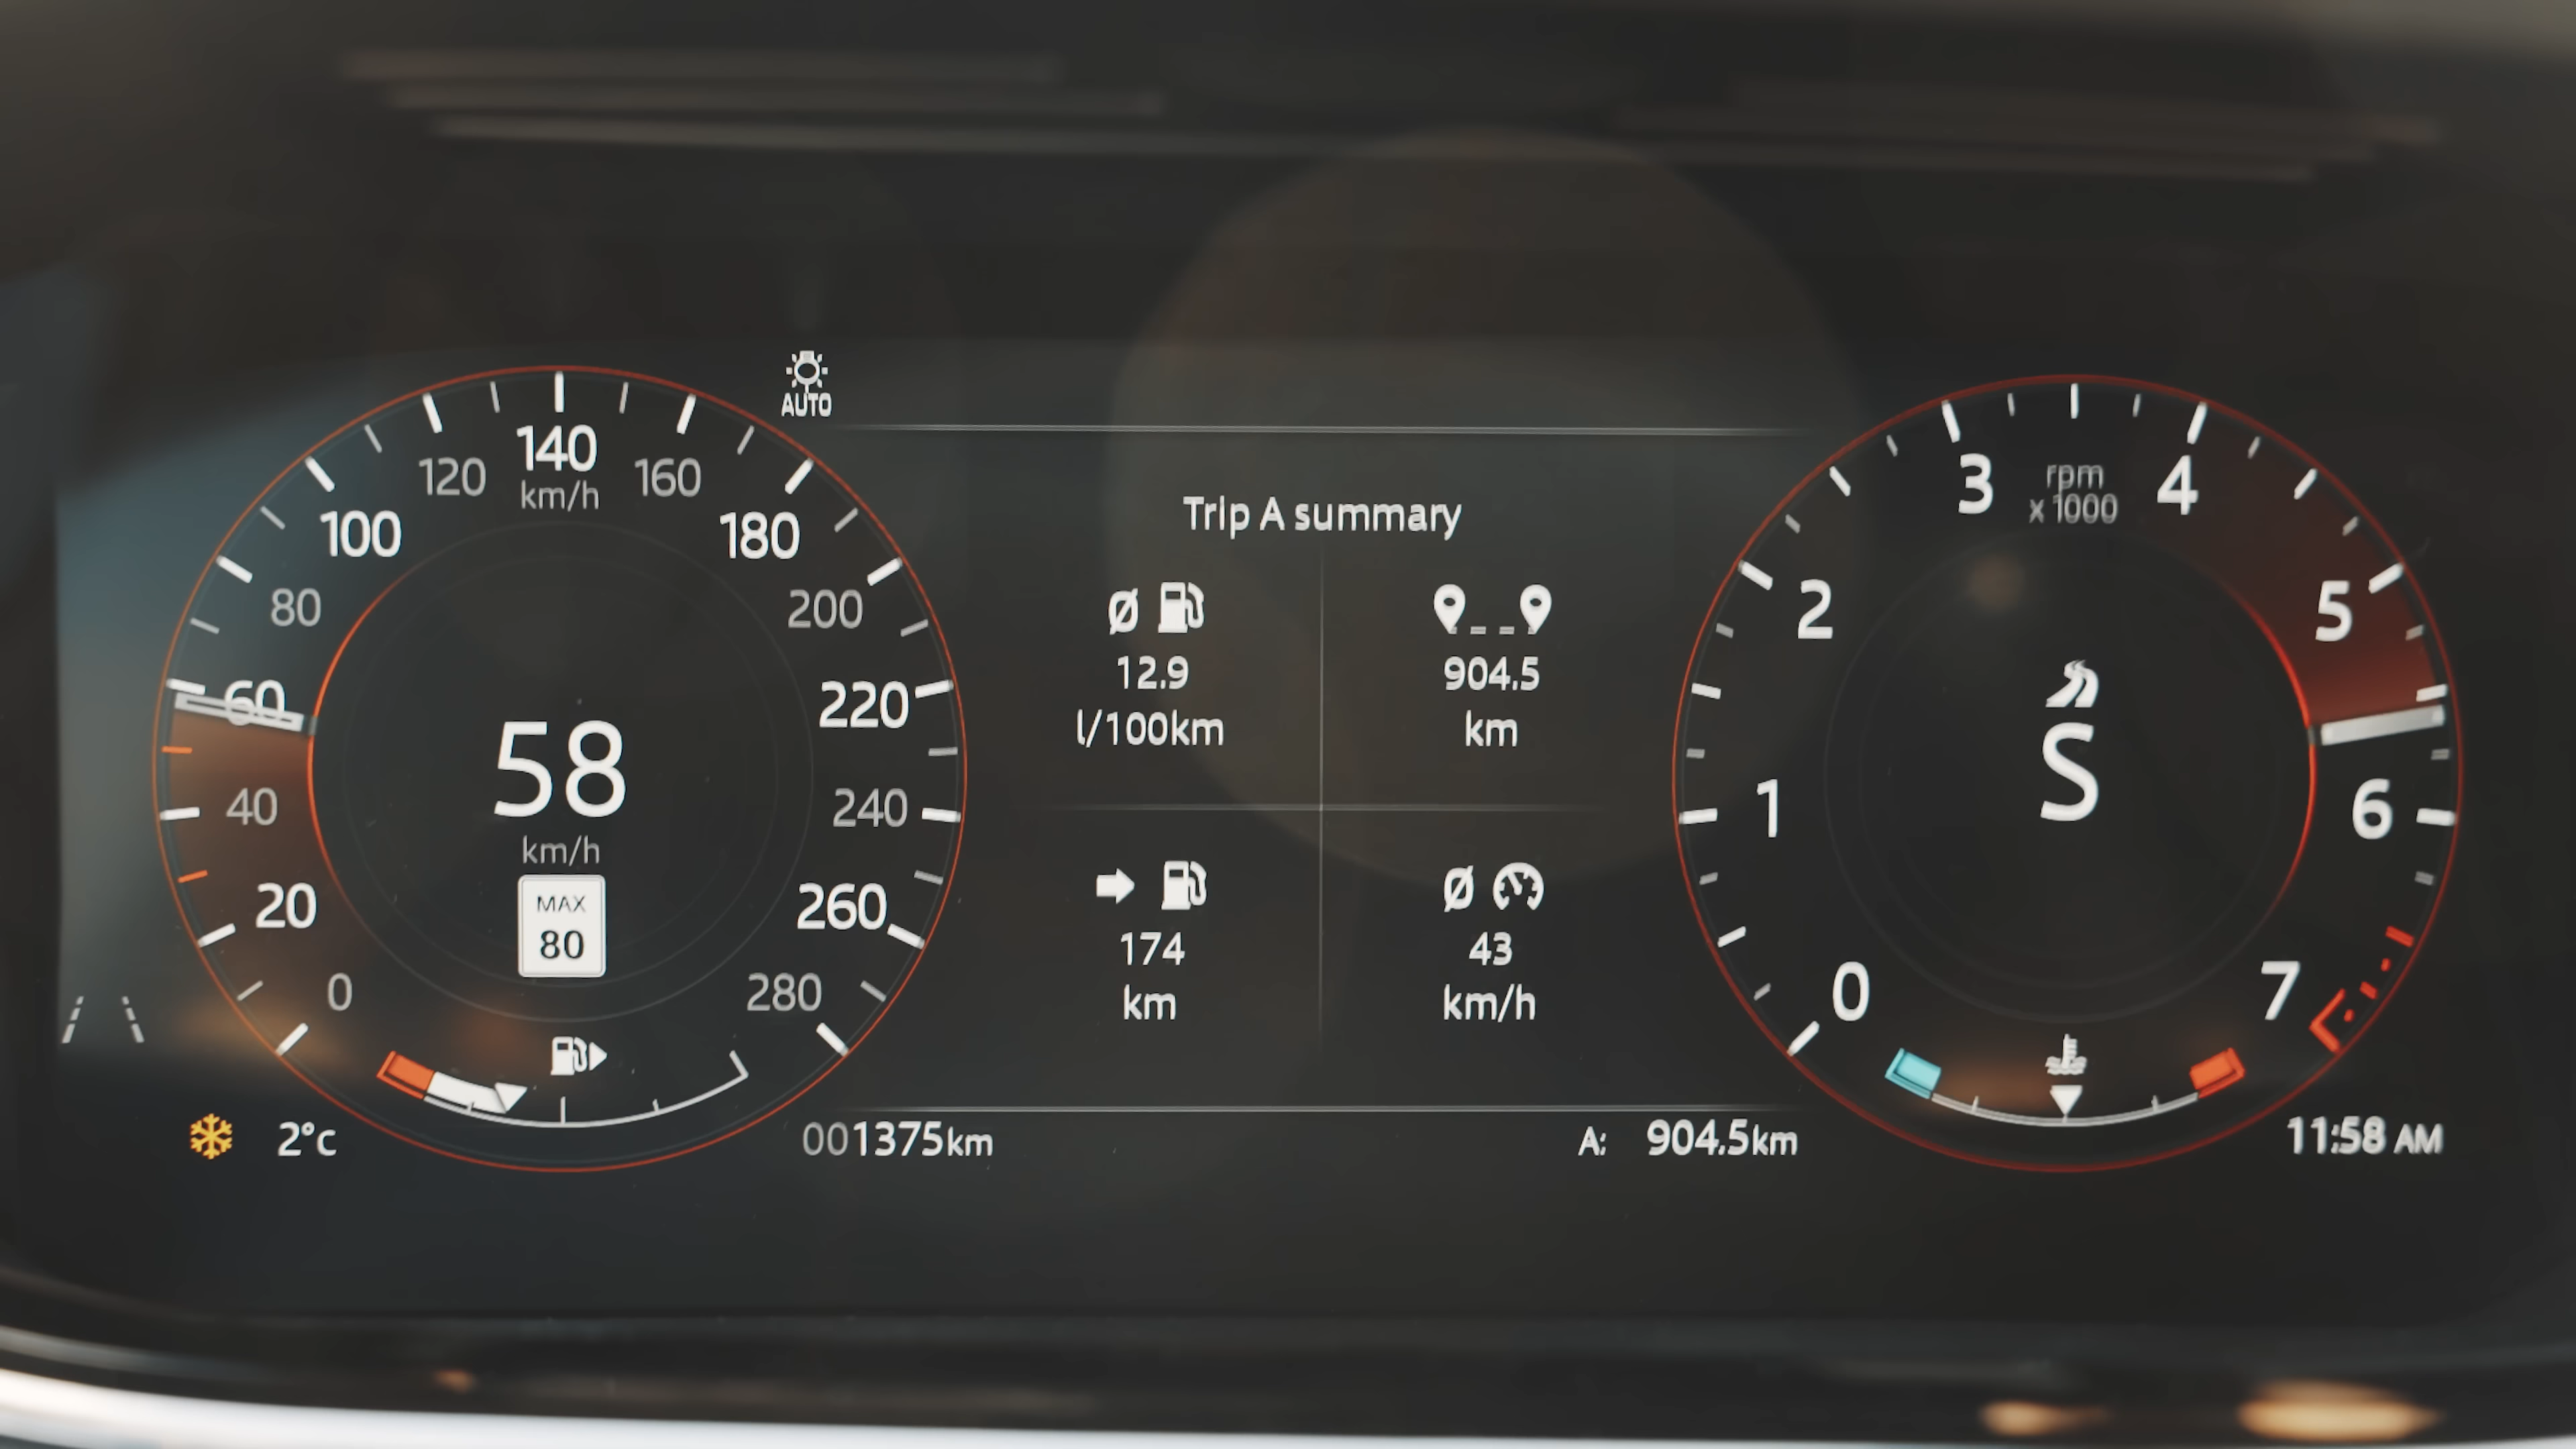 AUTO
0
20
40
60
80
100
120
140
km/h
160
180
200
220
240
260
280
58
km/h
MAX
80
2°c
001375km
Trip A summary
Ø
12.9
l/100km
904.5
km
174
km
Ø
43
km/h
A: 904.5km
0
1
2
3
rpm
x 1000
4
5
6
7
S
11:58 AM